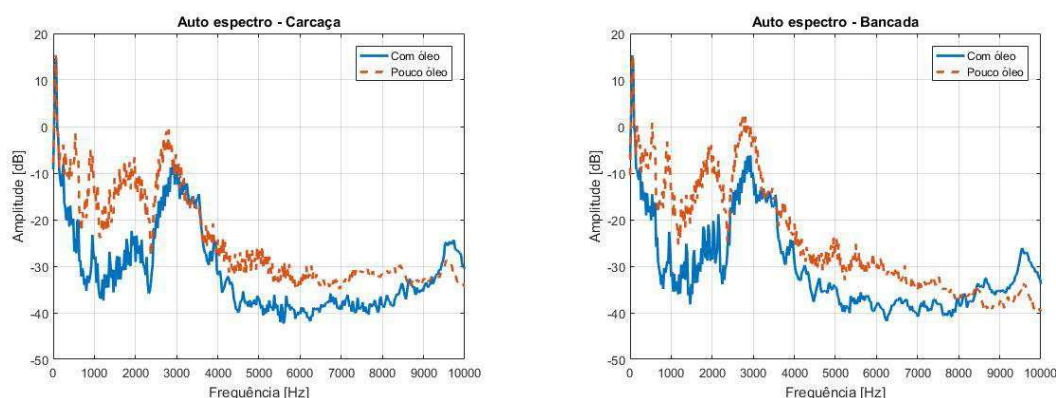 Auto espectro - Carcaça
20
10
0
-10
-20
-30
-40
-50
Amplitude [dB]
Com óleo
Pouco óleo
0 1000 2000 3000 4000 5000 6000 7000 8000 9000 10000
Frequência [Hz]
Auto espectro - Bancada
20
10
0
-10
-20
-30
-40
-50
Amplitude [dB]
Com óleo
Pouco óleo
0 1000 2000 3000 4000 5000 6000 7000 8000 9000 10000
Frequência [Hz]